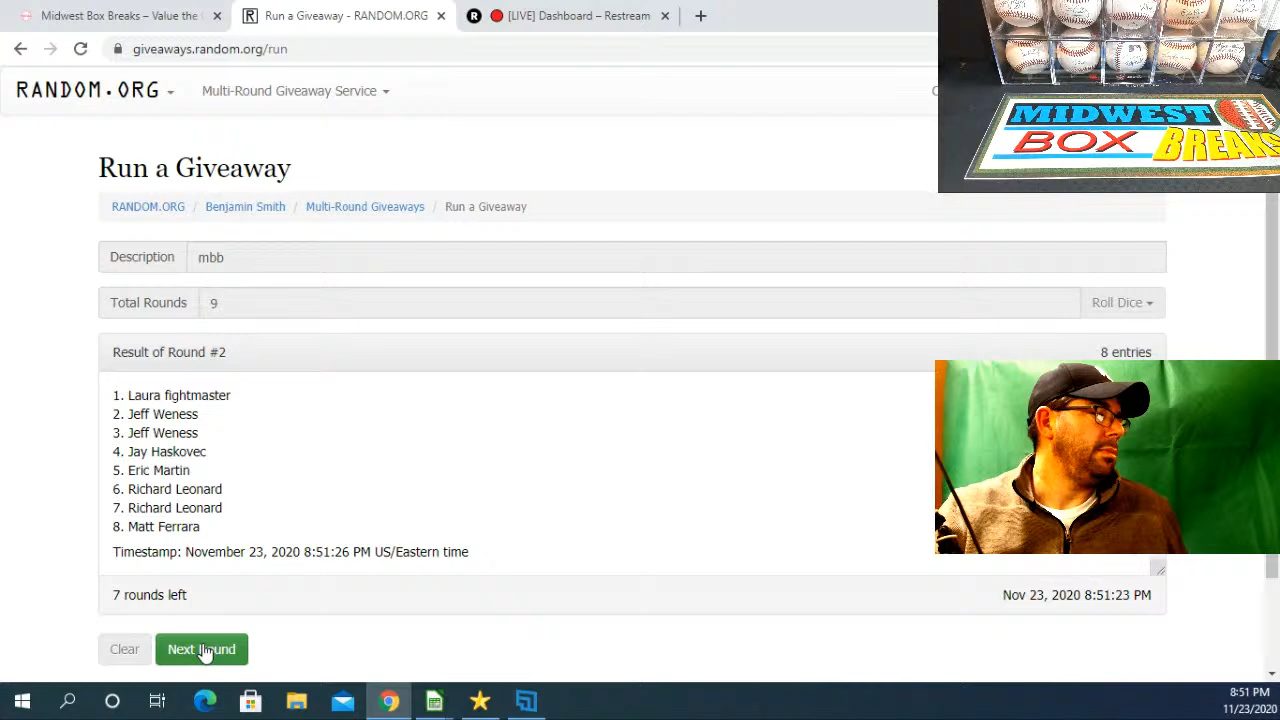 Midwest Box Breaks – Value the
Run a Giveaway - RANDOM.ORG
[LIVE] Dashboard – Restream
giveaways.random.org/run
RANDOM.ORG
Multi-Round Giveaway Service
MIDWEST
BOX BREAKS
Run a Giveaway
RANDOM.ORG / Benjamin Smith / Multi-Round Giveaways / Run a Giveaway
Description mbb
Total Rounds 9 Roll Dice
Result of Round #2 8 entries
1. Laura fightmaster
2. Jeff Weness
3. Jeff Weness
4. Jay Haskovec
5. Eric Martin
6. Richard Leonard
7. Richard Leonard
8. Matt Ferrara
Timestamp: November 23, 2020 8:51:26 PM US/Eastern time
7 rounds left Nov 23, 2020 8:51:23 PM
Clear Next Round
8:51 PM
11/23/2020